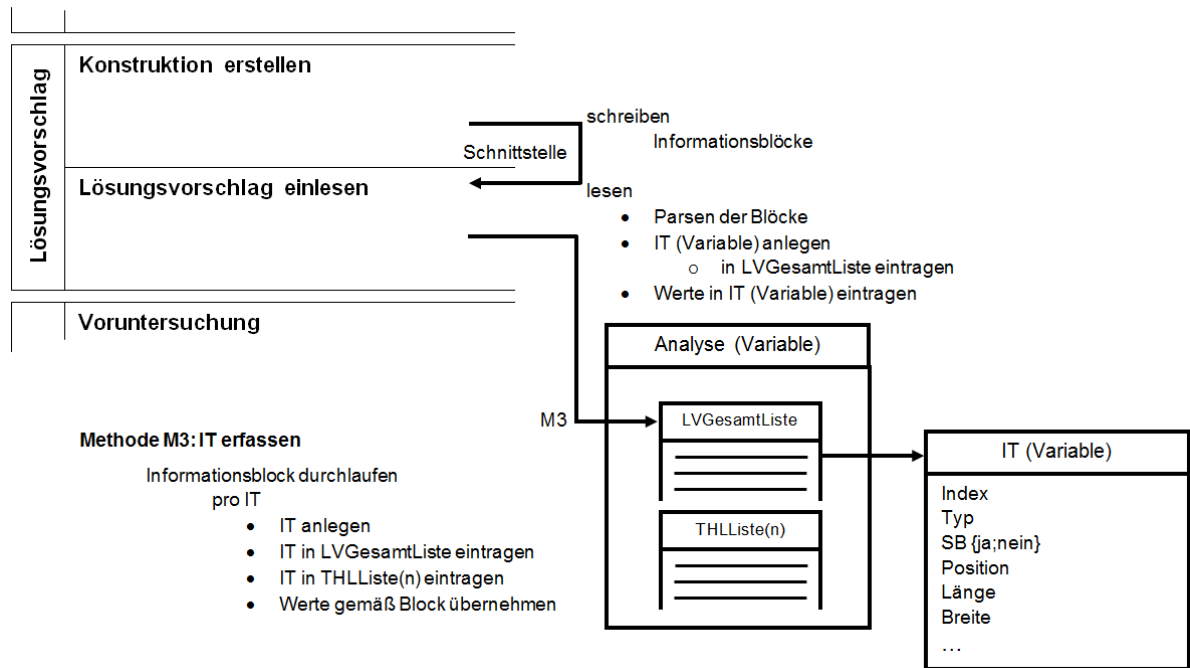 Lösungsvorschlag
Konstruktion erstellen
schreiben
Informationsblöcke
Schnittstelle
Lösungsvorschlag einlesen
lesen
• Parsen der Blöcke
• IT (Variable) anlegen
o in LVGesamtListe eintragen
• Werte in IT (Variable) eintragen
Voruntersuchung
Analyse (Variable)
M3
LVGesamtListe
THLListe(n)
IT (Variable)
Index
Typ
SB {ja;nein}
Position
Länge
Breite
…
Methode M3: IT erfassen
Informationsblock durchlaufen
pro IT
• IT anlegen
• IT in LVGesamtListe eintragen
• IT in THLListe(n) eintragen
• Werte gemäß Block übernehmen